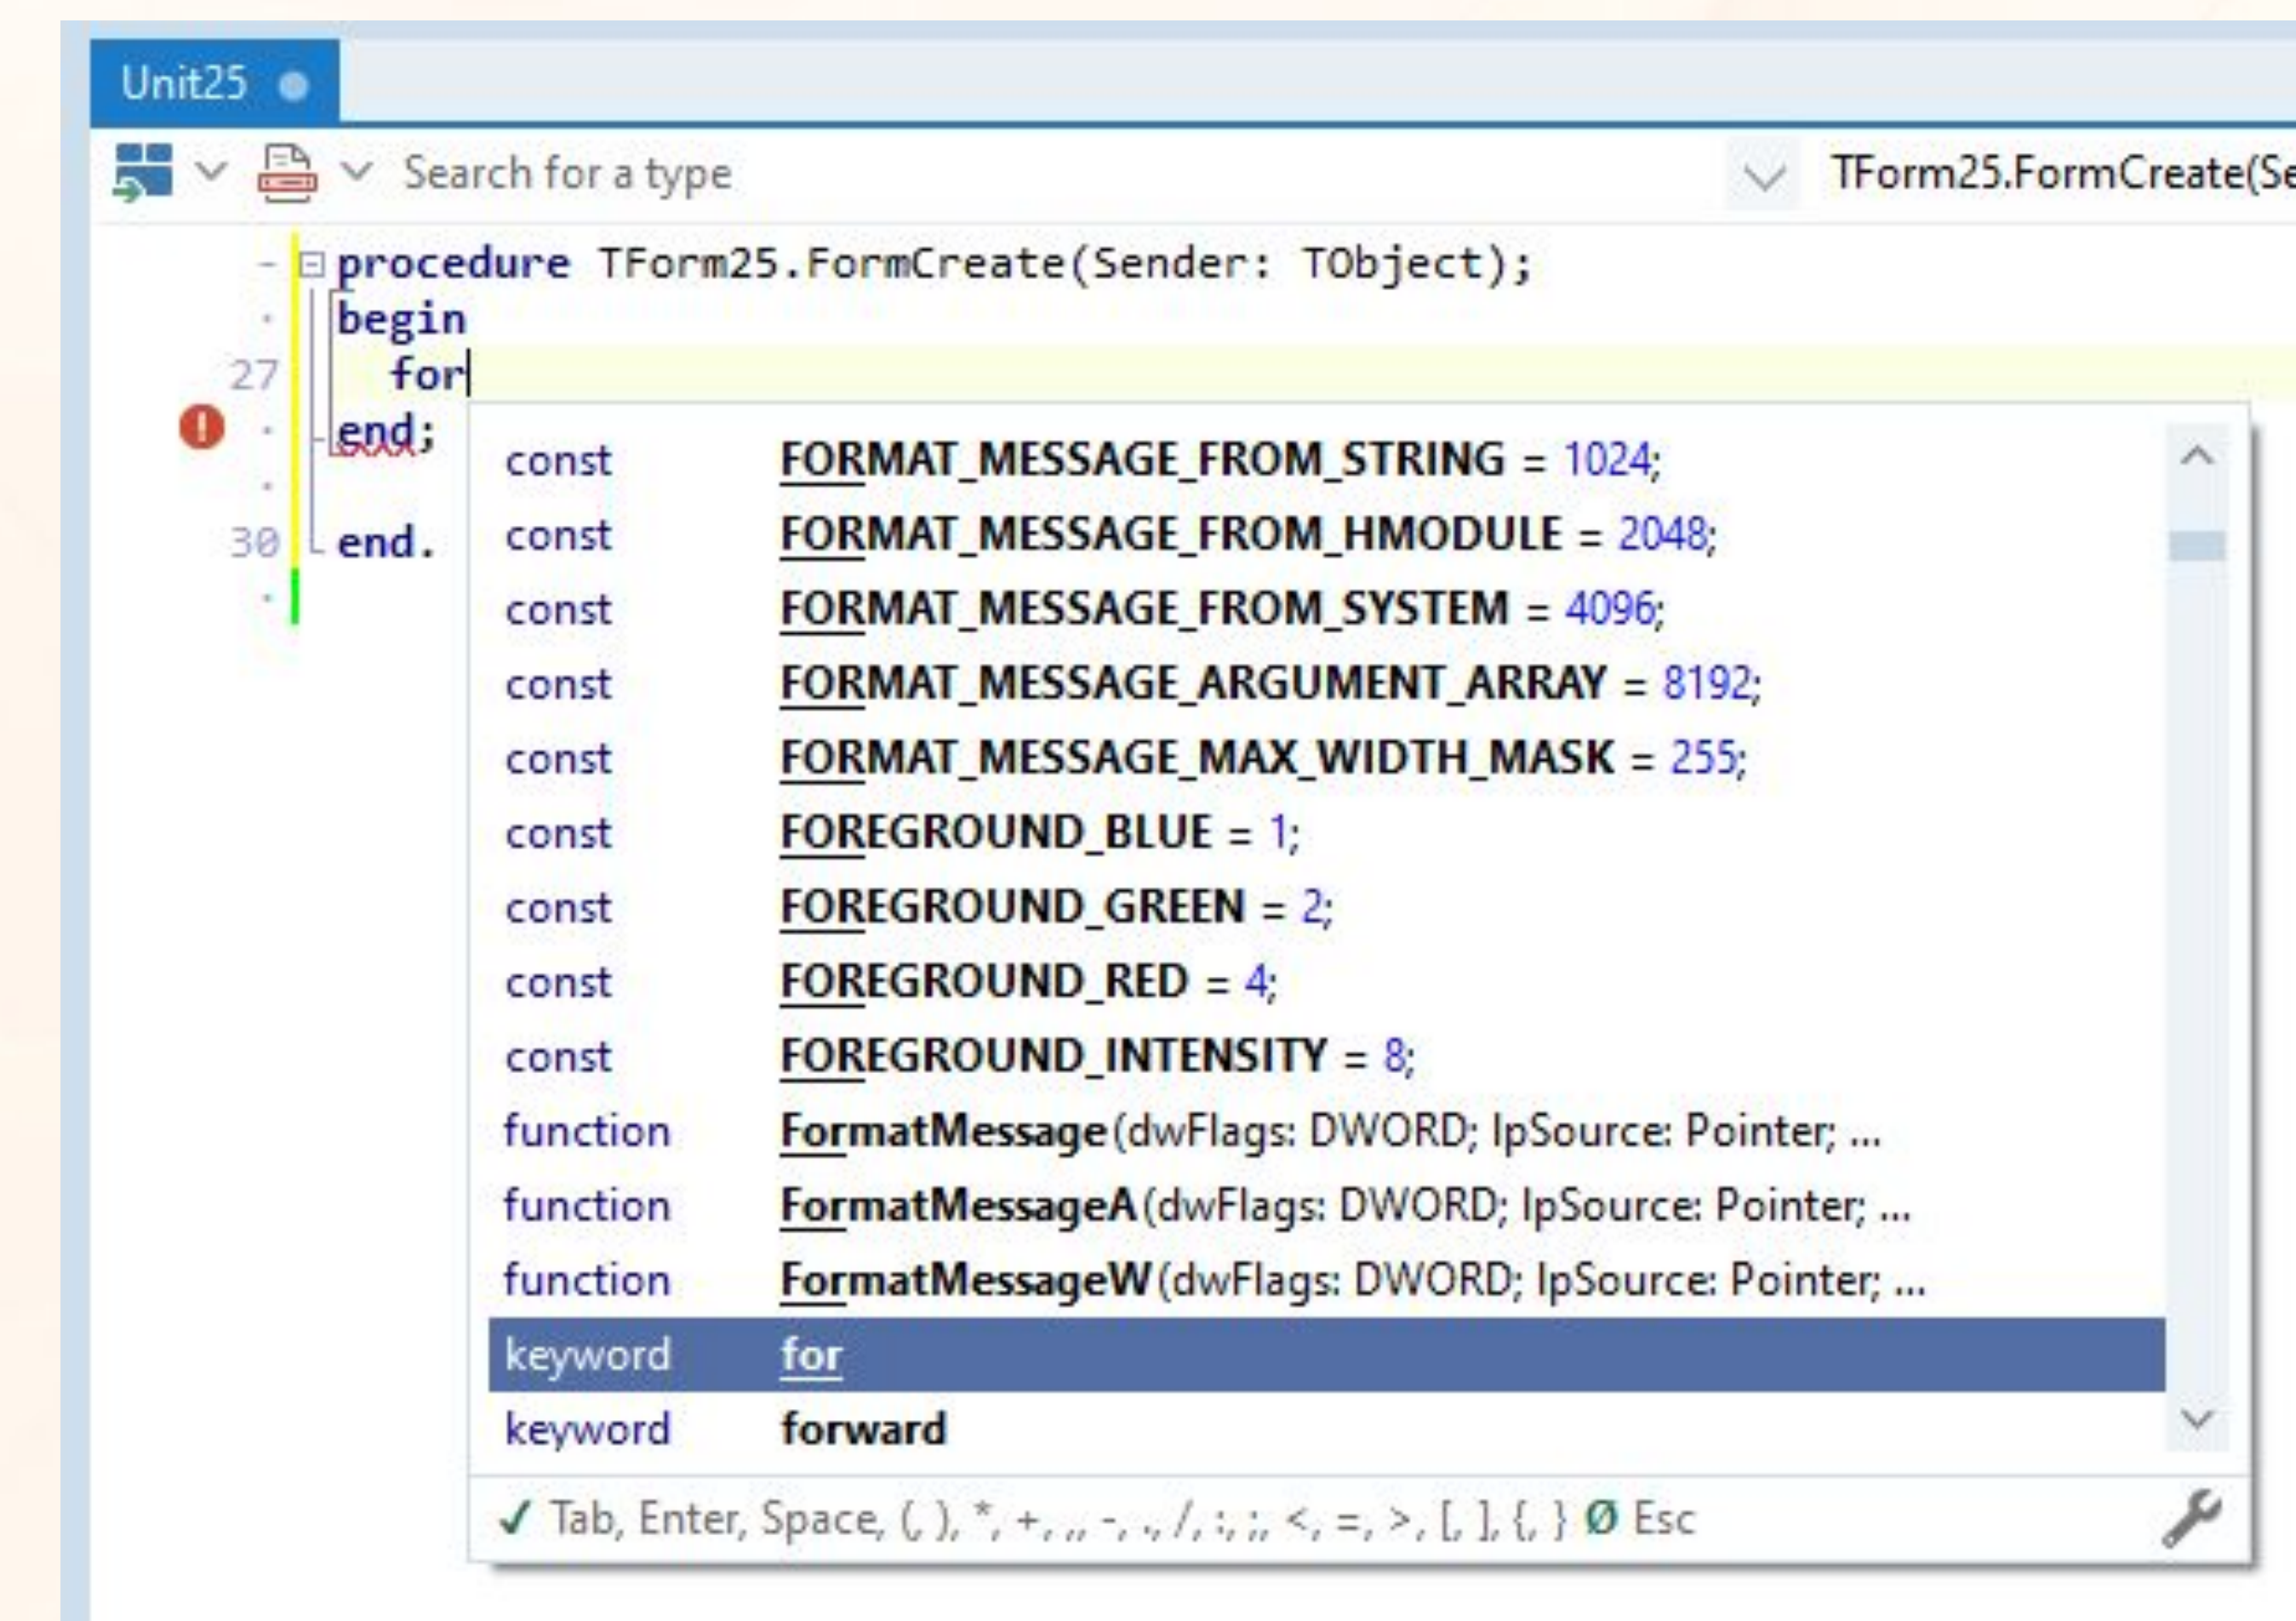 Unit25
Search for a type
TForm25.FormCreate(Se
procedure TForm25.FormCreate(Sender: TObject);
begin
27 for
end;
30 end.
const FORMAT_MESSAGE_FROM_STRING = 1024;
const FORMAT_MESSAGE_FROM_HMODULE = 2048;
const FORMAT_MESSAGE_FROM_SYSTEM = 4096;
const FORMAT_MESSAGE_ARGUMENT_ARRAY = 8192;
const FORMAT_MESSAGE_MAX_WIDTH_MASK = 255;
const FOREGROUND_BLUE = 1;
const FOREGROUND_GREEN = 2;
const FOREGROUND_RED = 4;
const FOREGROUND_INTENSITY = 8;
function FormatMessage(dwFlags: DWORD; lpSource: Pointer; ...
function FormatMessageA(dwFlags: DWORD; lpSource: Pointer; ...
function FormatMessageW(dwFlags: DWORD; lpSource: Pointer; ...
keyword for
keyword forward
✓ Tab, Enter, Space, (, ), *, +, ,, -, ., /, :, ;, <, =, >, [, ], {, } Ø Esc